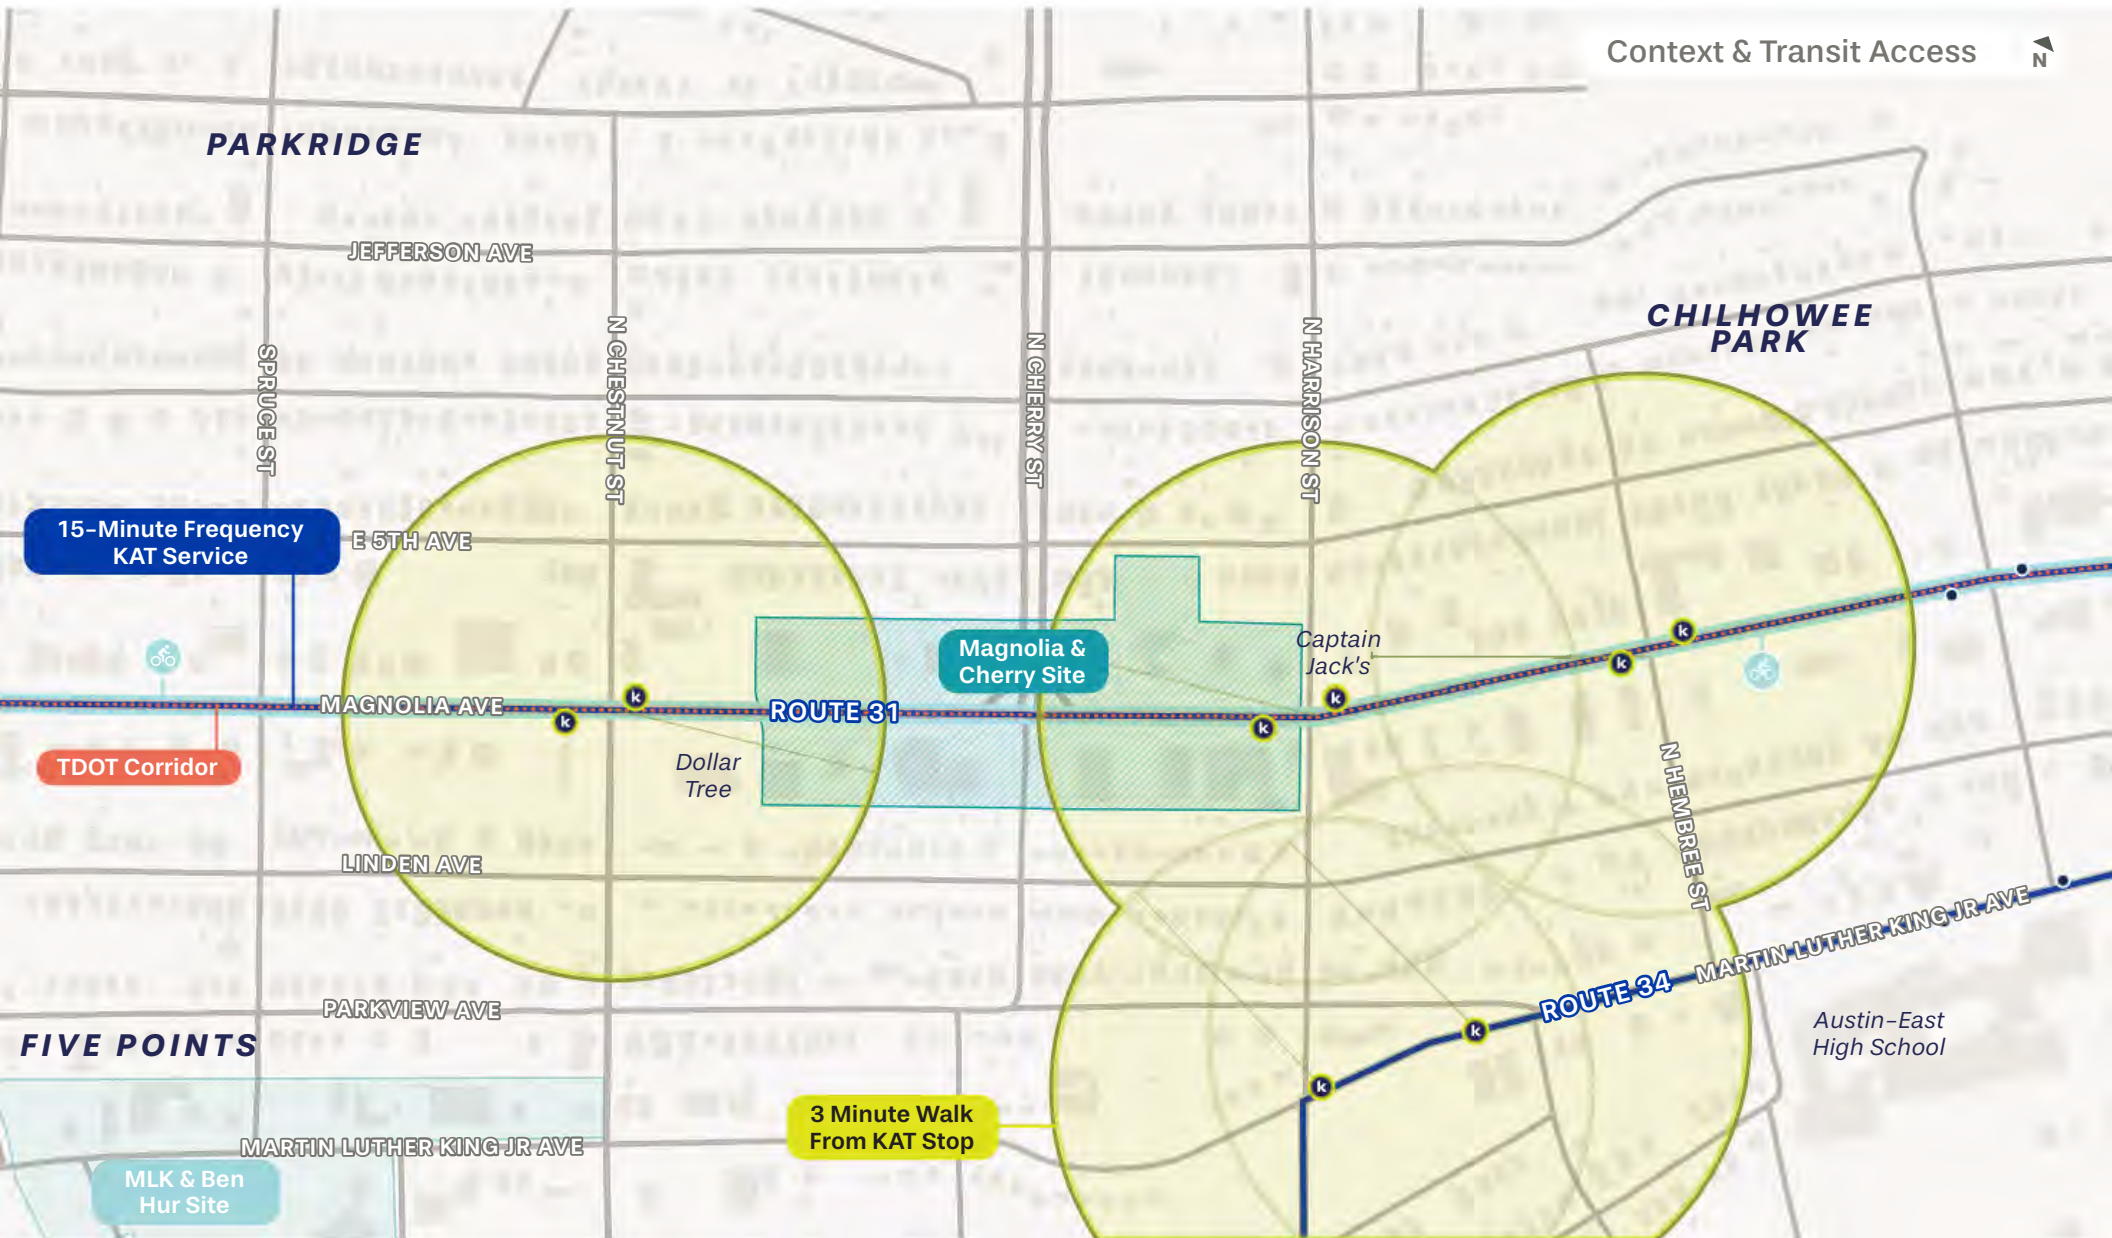 Context & Transit Access
N
PARKRIDGE
JEFFERSON AVE
CHILHOWEE
PARK
SPRUCE ST
N CHESTNUT ST
N CHERRY ST
N HARRISON ST
15-Minute Frequency
KAT Service
E 5TH AVE
Magnolia &
Cherry Site
Captain
Jack's
k
k
k
k
k
k
MAGNOLIA AVE
ROUTE 31
TDOT Corridor
Dollar
Tree
N HEMBREE ST
LINDEN AVE
MARTIN LUTHER KING JR AVE
ROUTE 34
PARKVIEW AVE
FIVE POINTS
Austin-East
High School
k
k
3 Minute Walk
From KAT Stop
MARTIN LUTHER KING JR AVE
MLK & Ben
Hur Site